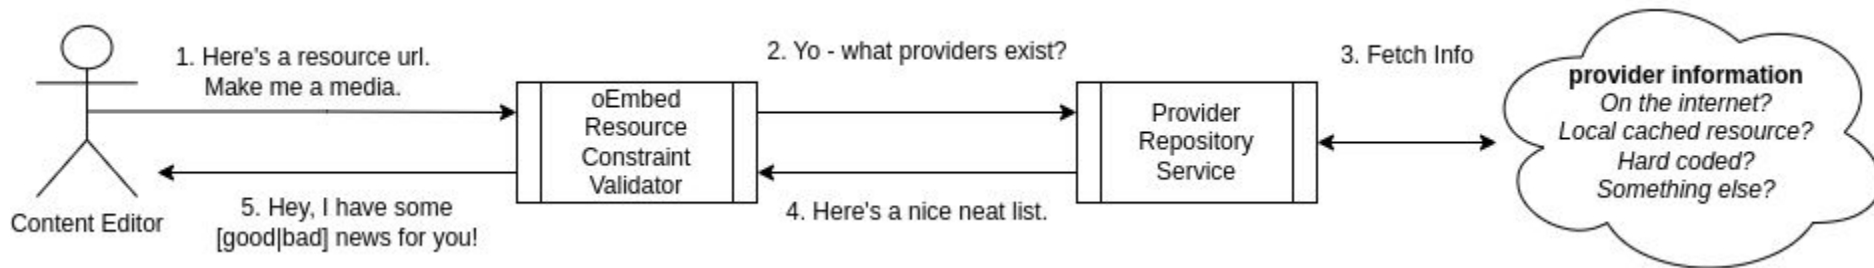 1. Here's a resource url.
Make me a media.
2. Yo - what providers exist?
3. Fetch Info
oEmbed
Resource
Constraint
Validator
Provider
Repository
Service
provider information
On the internet?
Local cached resource?
Hard coded?
Something else?
Content Editor
5. Hey, I have some
[good|bad] news for you!
4. Here's a nice neat list.